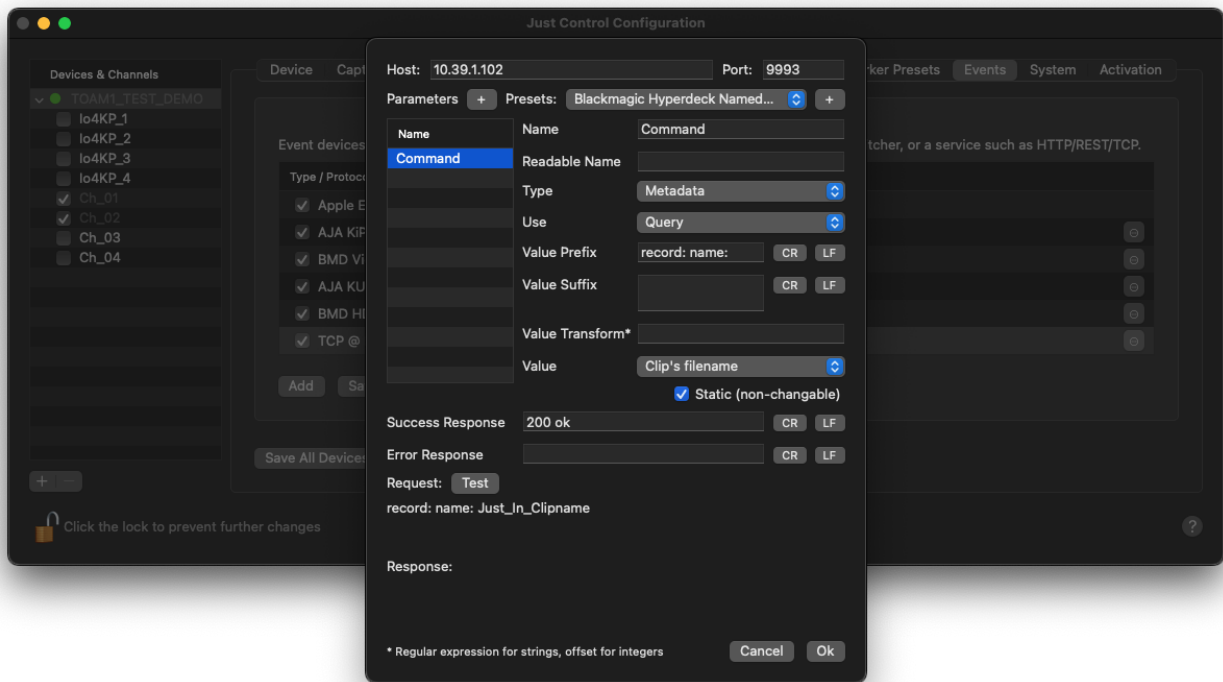 Just Control Configuration
Devices & Channels
TOAM1_TEST_DEMO
Io4KP_1
Io4KP_2
Io4KP_3
Io4KP_4
Ch_01
Ch_02
Ch_03
Ch_04
+ −
Click the lock to prevent further changes
Device Capt
ker Presets Events System Activation
Event devices
tcher, or a service such as HTTP/REST/TCP.
Type / Protoco
Apple E
AJA KiP
BMD Vi
AJA KU
BMD H
TCP @
Add Sa
Save All Devices
?
Host: 10.39.1.102 Port: 9993
Parameters + Presets: Blackmagic Hyperdeck Named... +
Name
Command
Name Command
Readable Name
Type Metadata
Use Query
Value Prefix record: name: CR LF
Value Suffix CR LF
Value Transform*
Value Clip's filename
Static (non-changable)
Success Response 200 ok CR LF
Error Response CR LF
Request: Test
record: name: Just_In_Clipname
Response:
* Regular expression for strings, offset for integers
Cancel Ok